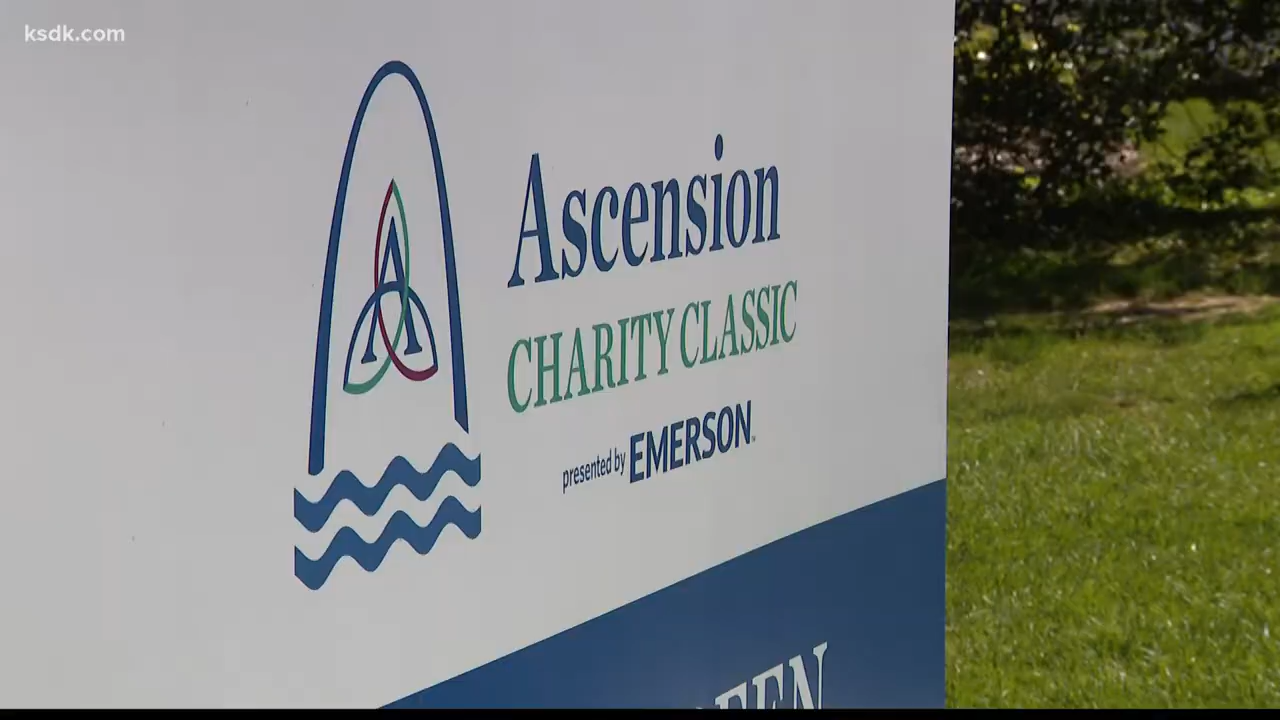 ksdk.com
Ascension
CHARITY CLASSIC
presented by EMERSON
A